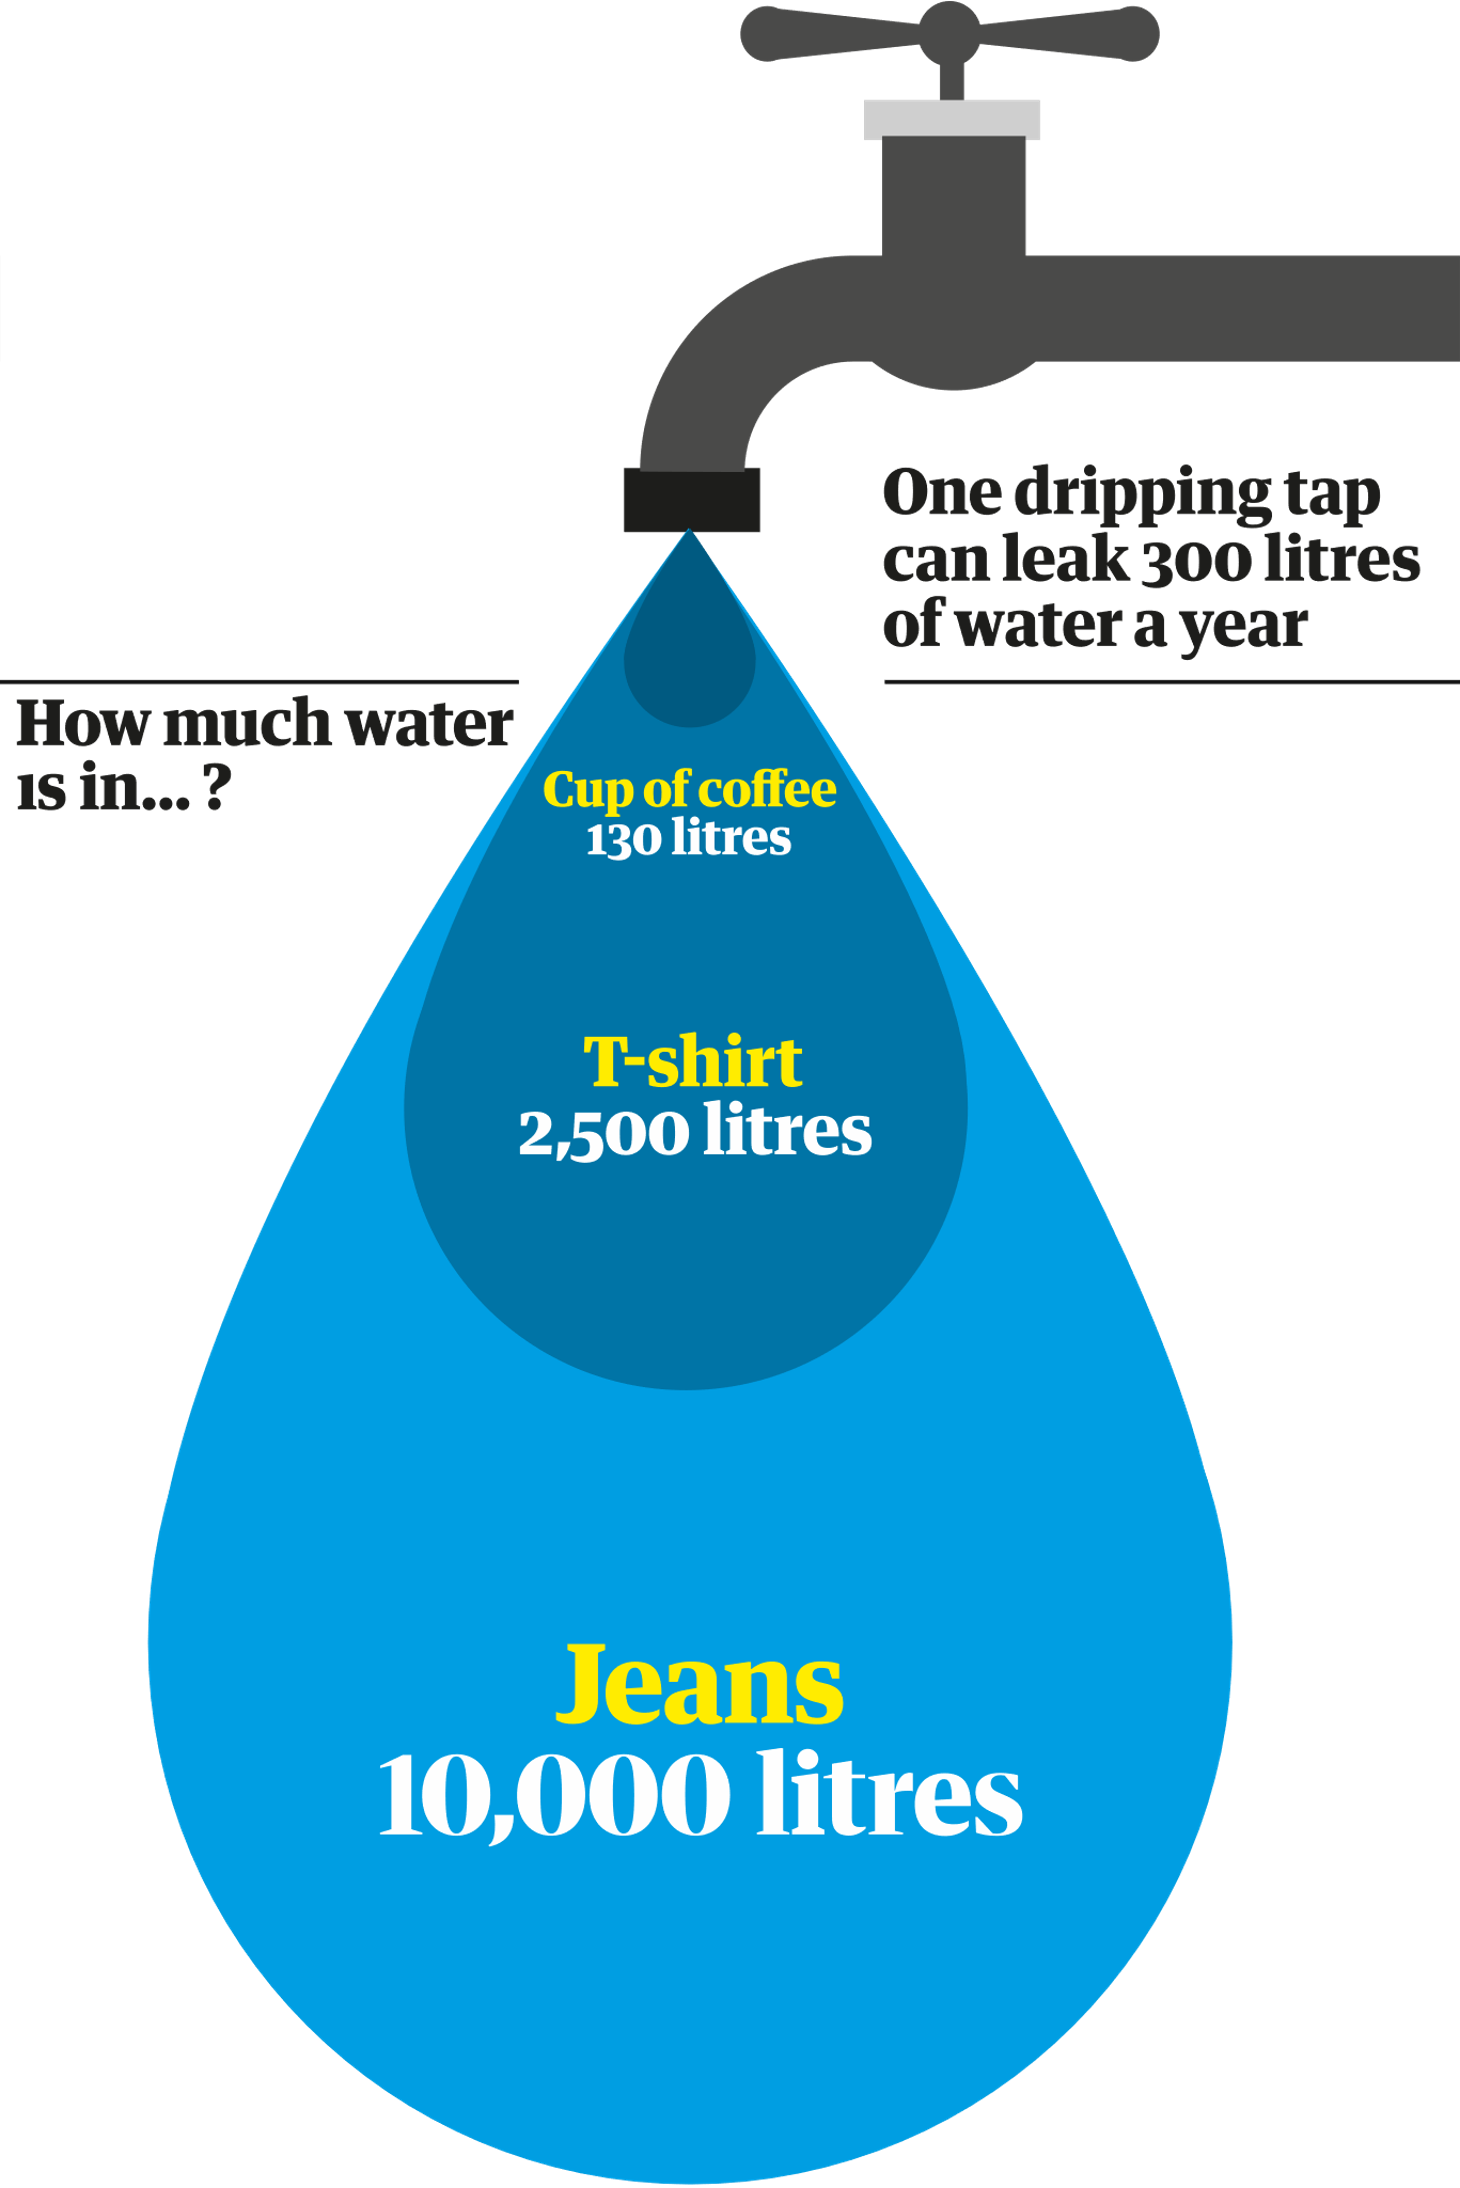 One dripping tap
can leak 300 litres
of water a year
How much water
is in... ?
Cup of coffee
130 litres
T-shirt
2,500 litres
Jeans
10,000 litres